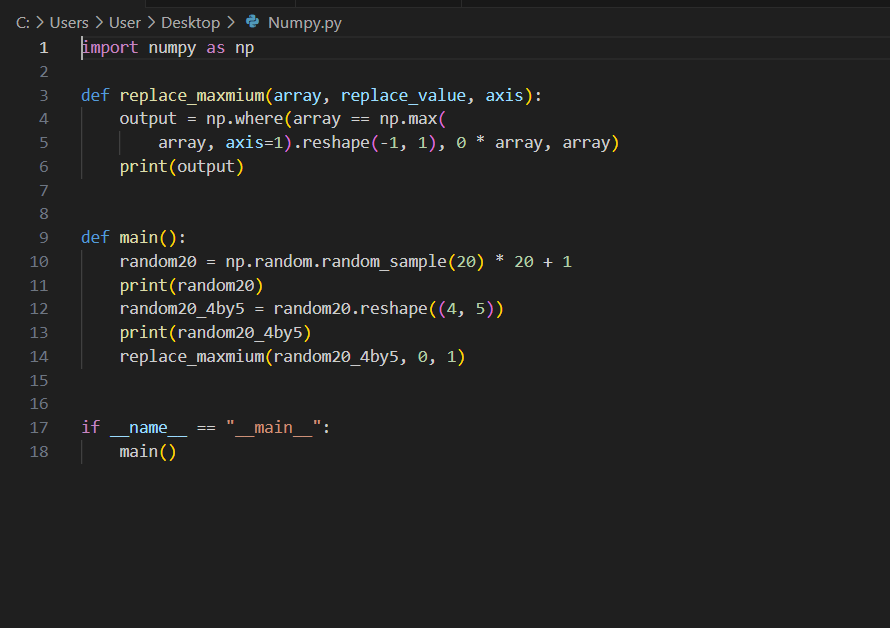 C: > Users > User > Desktop > Numpy.py
1 import numpy as np
2
3 def replace_maxmium(array, replace_value, axis):
4     output = np.where(array == np.max(
5         array, axis=1).reshape(-1, 1), 0 * array, array)
6     print(output)
7
8
9 def main():
10     random20 = np.random.random_sample(20) * 20 + 1
11     print(random20)
12     random20_4by5 = random20.reshape((4, 5))
13     print(random20_4by5)
14     replace_maxmium(random20_4by5, 0, 1)
15
16
17 if __name__ == "__main__":
18     main()